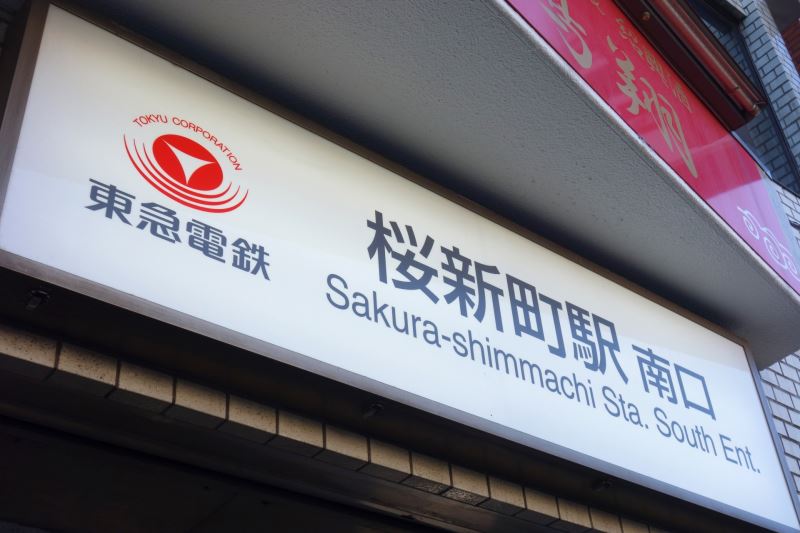 TOKYU CORPORATION
東急電鉄
桜新町駅 南口
Sakura-shimmachi Sta. South Ent.